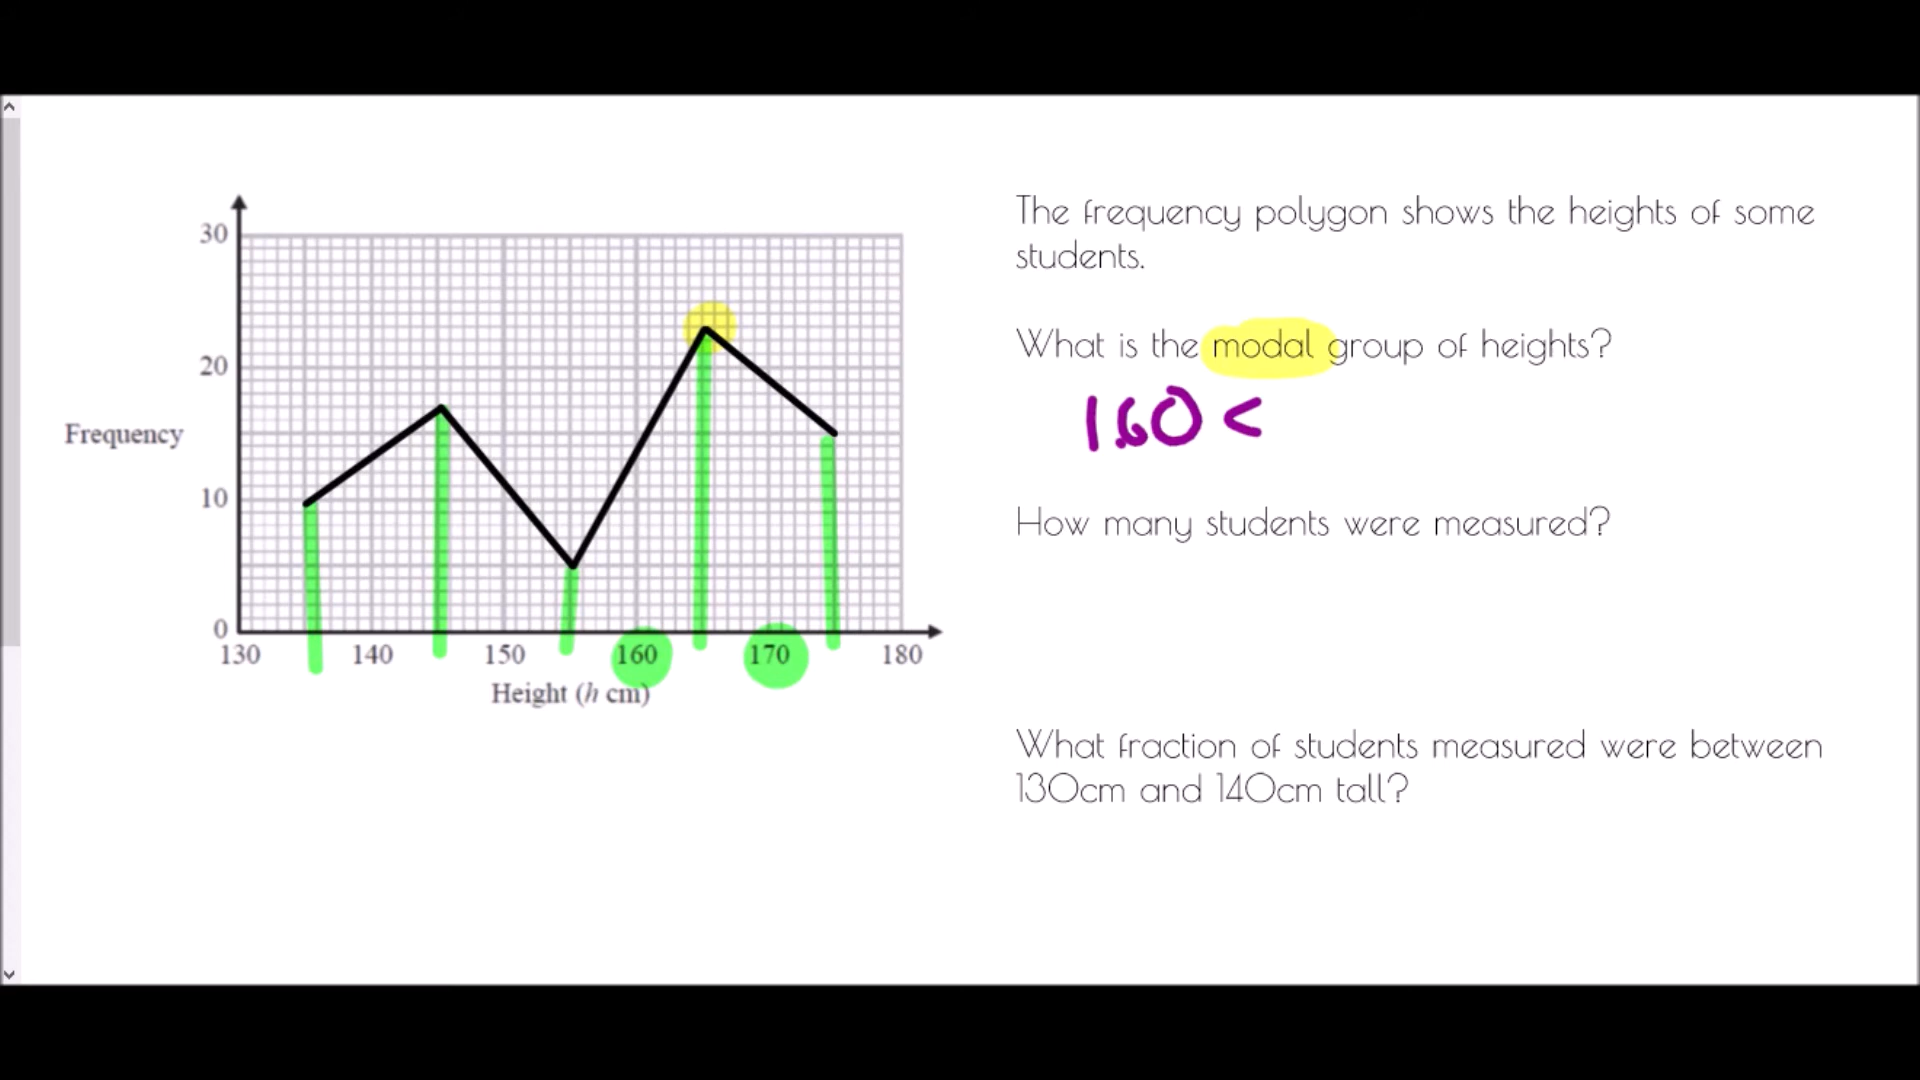 The frequency polygon shows the heights of some
students.
What is the modal group of heights?
160 <
How many students were measured?
What fraction of students measured were between
130cm and 140cm tall?
30
20
Frequency
10
0
130 140 150 160 170 180
Height (h cm)